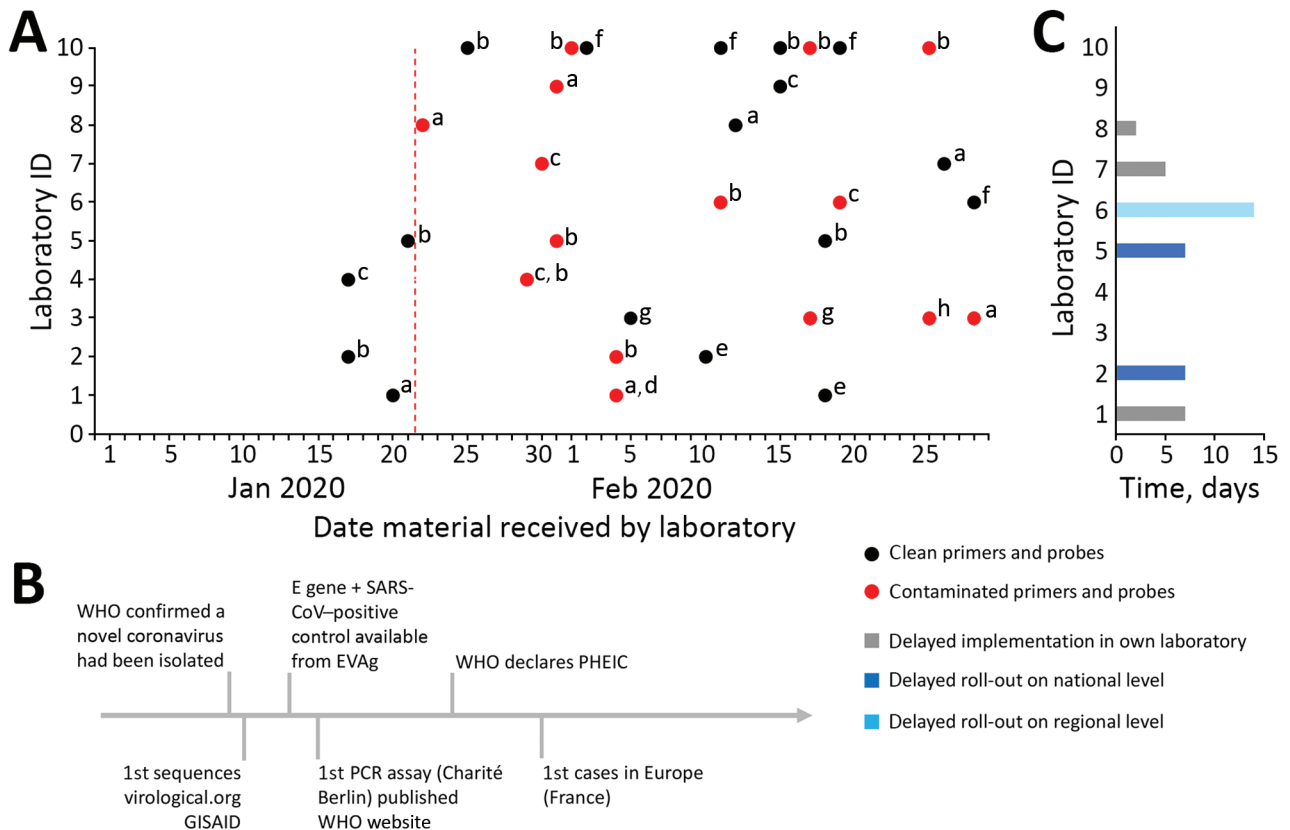 A
Laboratory ID
10
9
8
7
6
5
4
3
2
1
0
b b f f b b f b
a c
a a
c a
b c f
b b b
c c, b
g g h a
b b e
a a,d e
1 5 10 15 20 25 30 1 5 10 15 20 25
Jan 2020 Feb 2020
Date material received by laboratory
C
Laboratory ID
10
9
8
7
6
5
4
3
2
1
0 5 10 15
Time, days
B
WHO confirmed a
novel coronavirus
had been isolated
E gene + SARS-
CoV–positive
control available
from EVAg
WHO declares PHEIC
1st sequences
virological.org
GISAID
1st PCR assay (Charité
Berlin) published
WHO website
1st cases in Europe
(France)
Clean primers and probes
Contaminated primers and probes
Delayed implementation in own laboratory
Delayed roll-out on national level
Delayed roll-out on regional level